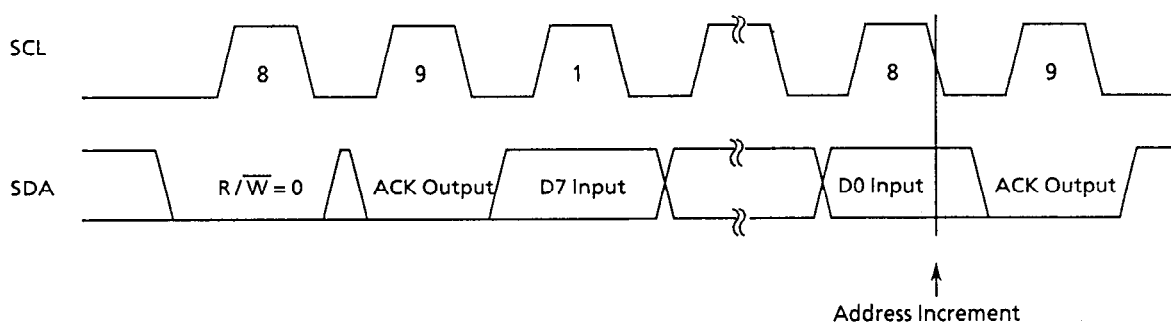 SCL
8 9 1 8 9
SDA
R/W̅=0 ACK Output D7 Input D0 Input ACK Output
Address Increment